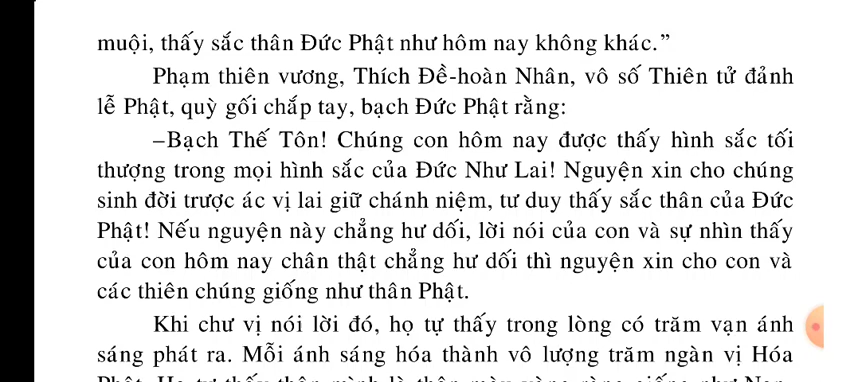 muội, thấy sắc thân Đức Phật như hôm nay không khác.”
Phạm thiên vương, Thích Đề-hoàn Nhân, vô số Thiên tử đảnh
lễ Phật, quỳ gối chắp tay, bạch Đức Phật rằng:
–Bạch Thế Tôn! Chúng con hôm nay được thấy hình sắc tối
thượng trong mọi hình sắc của Đức Như Lai! Nguyện xin cho chúng
sinh đời trược ác vị lai giữ chánh niệm, tư duy thấy sắc thân của Đức
Phật! Nếu nguyện này chẳng hư dối, lời nói của con và sự nhìn thấy
của con hôm nay chân thật chẳng hư dối thì nguyện xin cho con và
các thiên chúng giống như thân Phật.
Khi chư vị nói lời đó, họ tự thấy trong lòng có trăm vạn ánh
sáng phát ra. Mỗi ánh sáng hóa thành vô lượng trăm ngàn vị Hóa